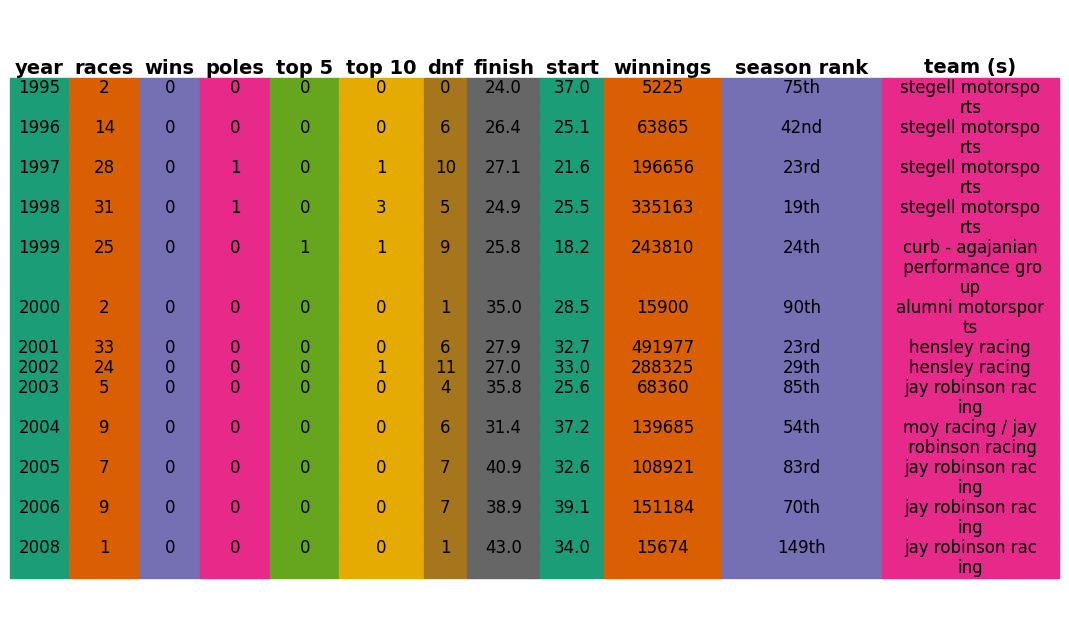 year races wins poles top 5 top 10 dnf finish start winnings season rank team (s)
1995 2 0 0 0 0 0 24.0 37.0 5225 75th stegell motorspo
rts
1996 14 0 0 0 0 6 26.4 25.1 63865 42nd stegell motorspo
rts
1997 28 0 1 0 1 10 27.1 21.6 196656 23rd stegell motorspo
rts
1998 31 0 1 0 3 5 24.9 25.5 335163 19th stegell motorspo
rts
1999 25 0 0 1 1 9 25.8 18.2 243810 24th curb - agajanian
performance gro
up
2000 2 0 0 0 0 1 35.0 28.5 15900 90th alumni motorspor
ts
2001 33 0 0 0 0 6 27.9 32.7 491977 23rd hensley racing
2002 24 0 0 0 1 11 27.0 33.0 288325 29th hensley racing
2003 5 0 0 0 0 4 35.8 25.6 68360 85th jay robinson rac
ing
2004 9 0 0 0 0 6 31.4 37.2 139685 54th moy racing / jay
robinson racing
2005 7 0 0 0 0 7 40.9 32.6 108921 83rd jay robinson rac
ing
2006 9 0 0 0 0 7 38.9 39.1 151184 70th jay robinson rac
ing
2008 1 0 0 0 0 1 43.0 34.0 15674 149th jay robinson rac
ing